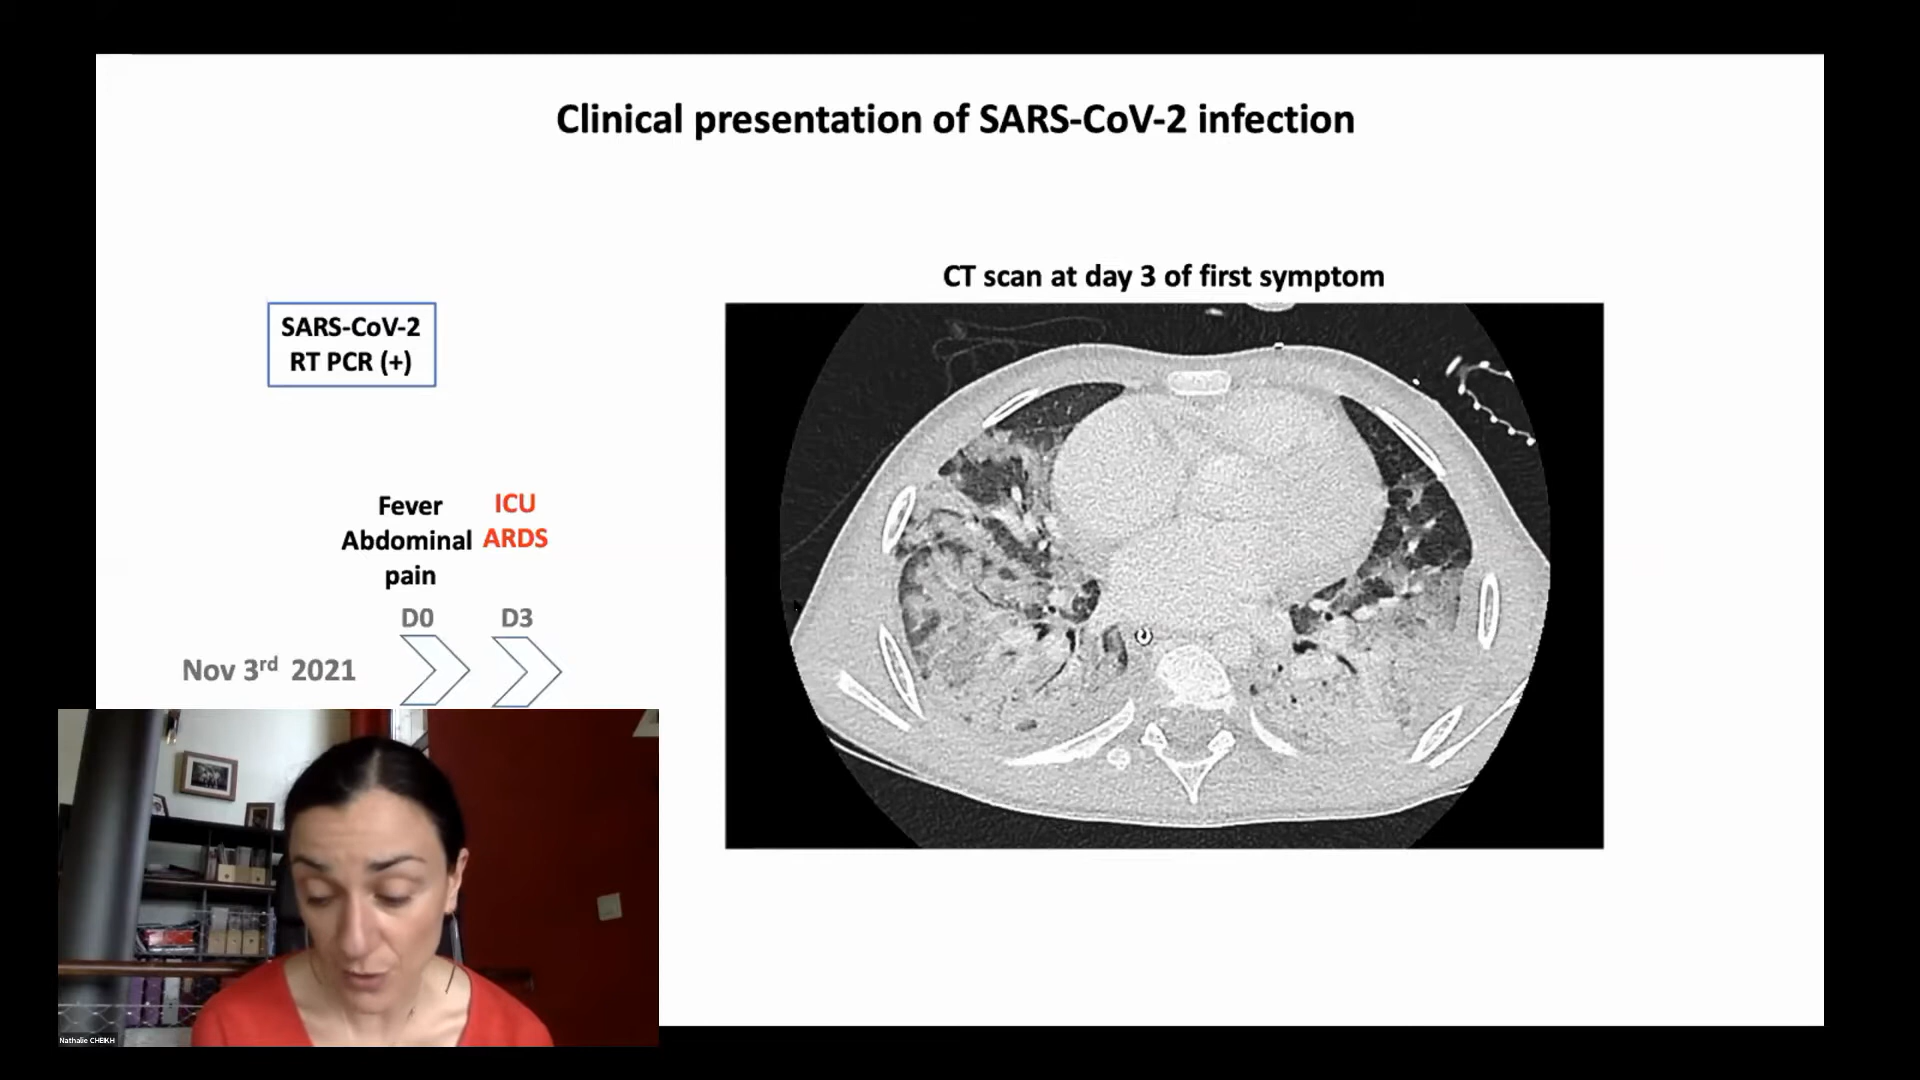 Clinical presentation of SARS-CoV-2 infection
CT scan at day 3 of first symptom
SARS-CoV-2
RT PCR (+)
Fever
Abdominal
pain
ICU
ARDS
D0
D3
Nov 3rd 2021
Nathalie CHEIKH